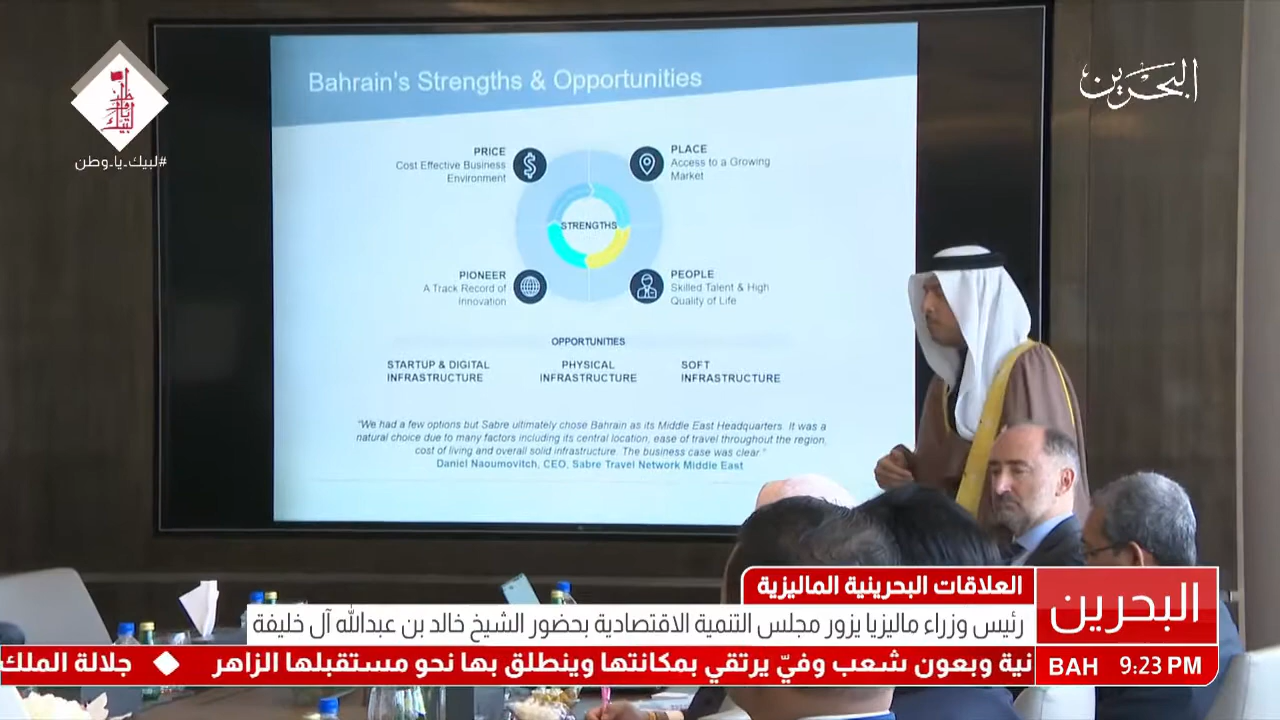 Bahrain's Strengths & Opportunities
البحرين
#لبيك_يا_وطن
PRICE
Cost Effective Business
Environment
PLACE
Access to a Growing
Market
STRENGTHS
PIONEER
A Track Record of
Innovation
PEOPLE
Skilled Talent & High
Quality of Life
OPPORTUNITIES
STARTUP & DIGITAL
INFRASTRUCTURE
PHYSICAL
INFRASTRUCTURE
SOFT
INFRASTRUCTURE
"We had a few options but Sabre ultimately chose Bahrain as its Middle East Headquarters. It was a
natural choice due to many factors including its central location, ease of travel throughout the region,
cost of living and overall solid infrastructure. The business case was clear."
Daniel Naoumovitch, CEO, Sabre Travel Network Middle East
العلاقات البحرينية الماليزية
البحرين
رئيس وزراء ماليزيا يزور مجلس التنمية الاقتصادية بحضور الشيخ خالد بن عبدالله آل خليفة
نية وبعون شعب وفيّ يرتقي بمكانتها وينطلق بها نحو مستقبلها الزاهر ◆ جلالة الملك
BAH 9:23 PM